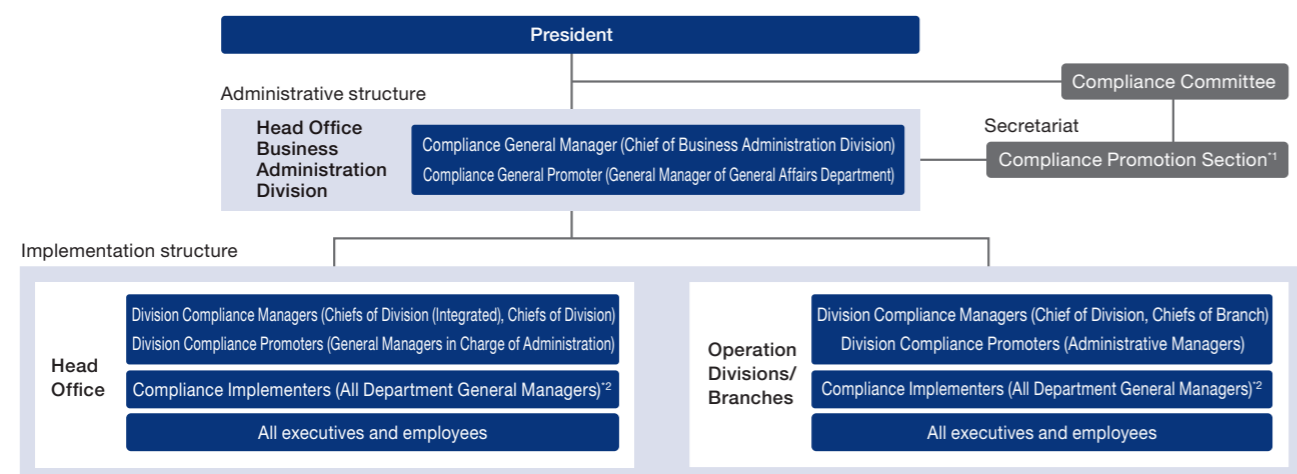 President
Compliance Committee
Administrative structure
Head Office
Business
Administration
Division
Compliance General Manager (Chief of Business Administration Division)
Compliance General Promoter (General Manager of General Affairs Department)
Secretariat
Compliance Promotion Section*1
Implementation structure
Head
Office
Division Compliance Managers (Chiefs of Division (Integrated), Chiefs of Division)
Division Compliance Promoters (General Managers in Charge of Administration)
Compliance Implementers (All Department General Managers)*2
All executives and employees
Operation
Divisions/
Branches
Division Compliance Managers (Chief of Division, Chiefs of Branch)
Division Compliance Promoters (Administrative Managers)
Compliance Implementers (All Department General Managers)*2
All executives and employees